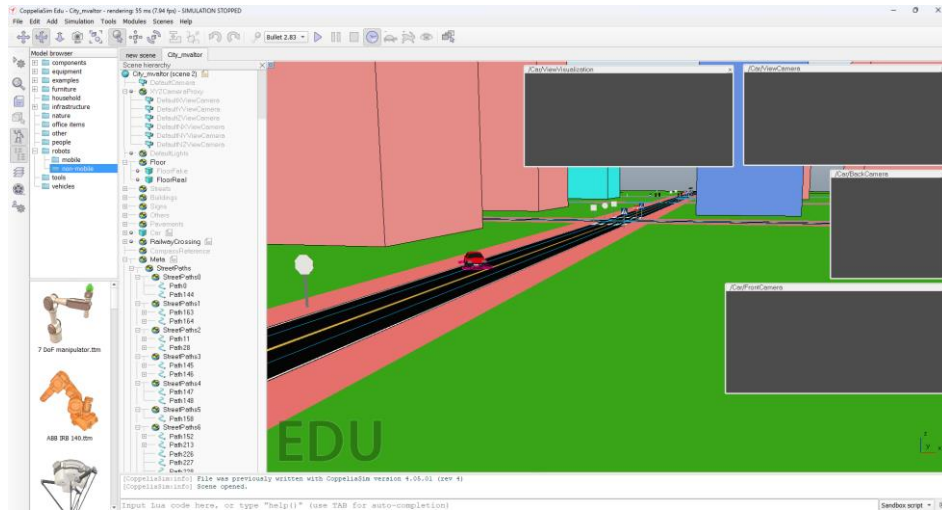 CoppeliaSim Edu - City_mvaltor - rendering: 55 ms (7.94 fps) - SIMULATION STOPPED
File Edit Add Simulation Tools Modules Scenes Help
Bullet 2.83
Model browser
components
equipment
examples
furniture
household
infrastructure
nature
office items
other
people
robots
mobile
non-mobile
tools
vehicles
7 DoF manipulator.ttm
ABB IRB 140.ttm
new scene City_mvaltor
Scene hierarchy
City_mvaltor (scene 2)
DefaultCamera
XYZCameraProxy
DefaultXViewCamera
DefaultYViewCamera
DefaultZViewCamera
DefaultNXViewCamera
DefaultNYViewCamera
DefaultNZViewCamera
DefaultLights
Floor
FloorFake
FloorReal
Streets
Buildings
Signs
Others
Pavements
Car
RailwayCrossing
CompanyReference
Meta
StreetPaths
StreetPaths0
Path0
Path144
StreetPaths1
Path163
Path164
StreetPaths2
Path11
Path28
StreetPaths3
Path145
Path146
StreetPaths4
Path147
Path148
StreetPaths5
Path158
StreetPaths6
Path152
Path213
Path226
Path227
Path228
/Car/ViewVisualization
/Car/ViewCamera
/Car/BackCamera
/Car/FrontCamera
EDU
z
y x
[CoppeliaSim:info] File was previously written with CoppeliaSim version 4.05.01 (rev 4)
[CoppeliaSim:info] Scene opened.
Input Lua code here, or type "help()" (use TAB for auto-completion)
Sandbox script